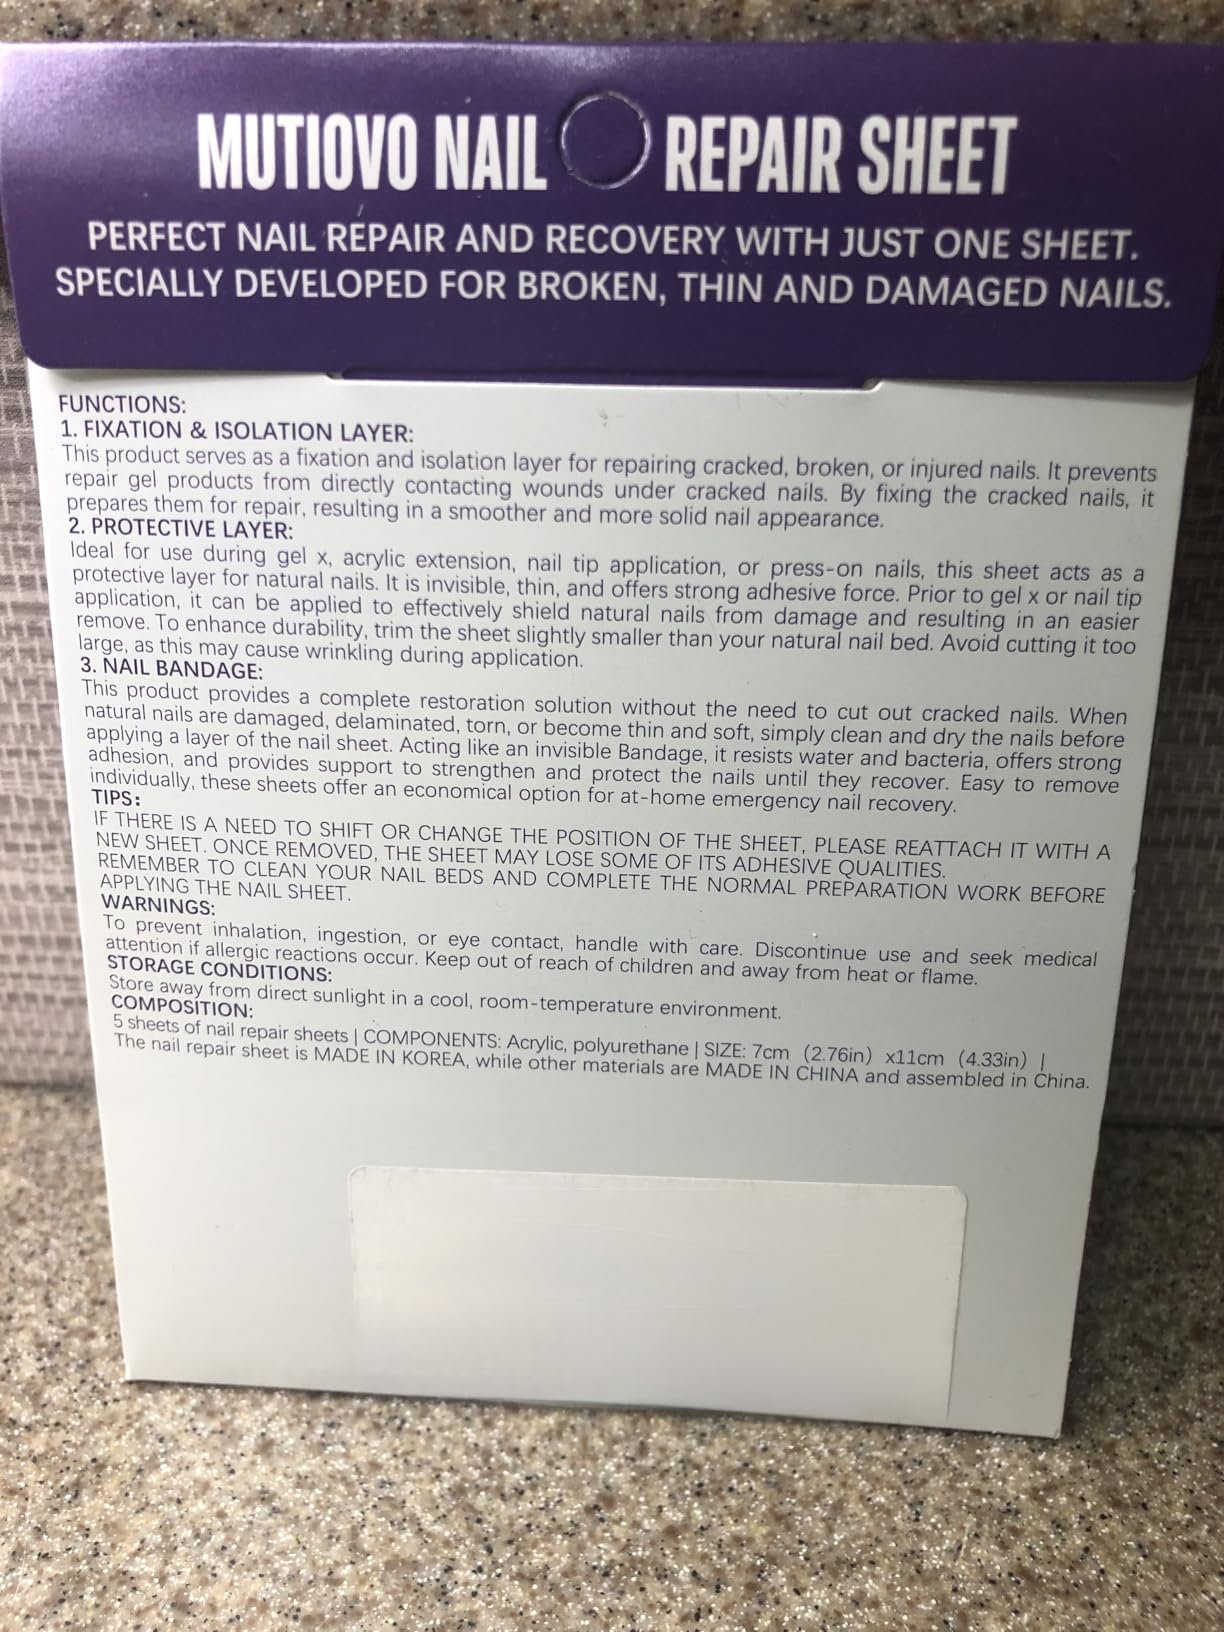 MUTIOVO NAIL REPAIR SHEET
PERFECT NAIL REPAIR AND RECOVERY WITH JUST ONE SHEET.
SPECIALLY DEVELOPED FOR BROKEN, THIN AND DAMAGED NAILS.
FUNCTIONS:
1. FIXATION & ISOLATION LAYER:
This product serves as a fixation and isolation layer for repairing cracked, broken, or injured nails. It prevents
repair gel products from directly contacting wounds under cracked nails. By fixing the cracked nails, it
prepares them for repair, resulting in a smoother and more solid nail appearance.
2. PROTECTIVE LAYER:
Ideal for use during gel x, acrylic extension, nail tip application, or press-on nails, this sheet acts as a
protective layer for natural nails. It is invisible, thin, and offers strong adhesive force. Prior to gel x or nail tip
application, it can be applied to effectively shield natural nails from damage and resulting in an easier
remove. To enhance durability, trim the sheet slightly smaller than your natural nail bed. Avoid cutting it too
large, as this may cause wrinkling during application.
3. NAIL BANDAGE:
This product provides a complete restoration solution without the need to cut out cracked nails. When
natural nails are damaged, delaminated, torn, or become thin and soft, simply clean and dry the nails before
applying a layer of the nail sheet. Acting like an invisible Bandage, it resists water and bacteria, offers strong
adhesion, and provides support to strengthen and protect the nails until they recover. Easy to remove
individually, these sheets offer an economical option for at-home emergency nail recovery.
TIPS:
IF THERE IS A NEED TO SHIFT OR CHANGE THE POSITION OF THE SHEET, PLEASE REATTACH IT WITH A
NEW SHEET. ONCE REMOVED, THE SHEET MAY LOSE SOME OF ITS ADHESIVE QUALITIES.
REMEMBER TO CLEAN YOUR NAIL BEDS AND COMPLETE THE NORMAL PREPARATION WORK BEFORE
APPLYING THE NAIL SHEET.
WARNINGS:
To prevent inhalation, ingestion, or eye contact, handle with care. Discontinue use and seek medical
attention if allergic reactions occur. Keep out of reach of children and away from heat or flame.
STORAGE CONDITIONS:
Store away from direct sunlight in a cool, room-temperature environment.
COMPOSITION:
5 sheets of nail repair sheets | COMPONENTS: Acrylic, polyurethane | SIZE: 7cm (2.76in) x11cm (4.33in) |
The nail repair sheet is MADE IN KOREA, while other materials are MADE IN CHINA and assembled in China.